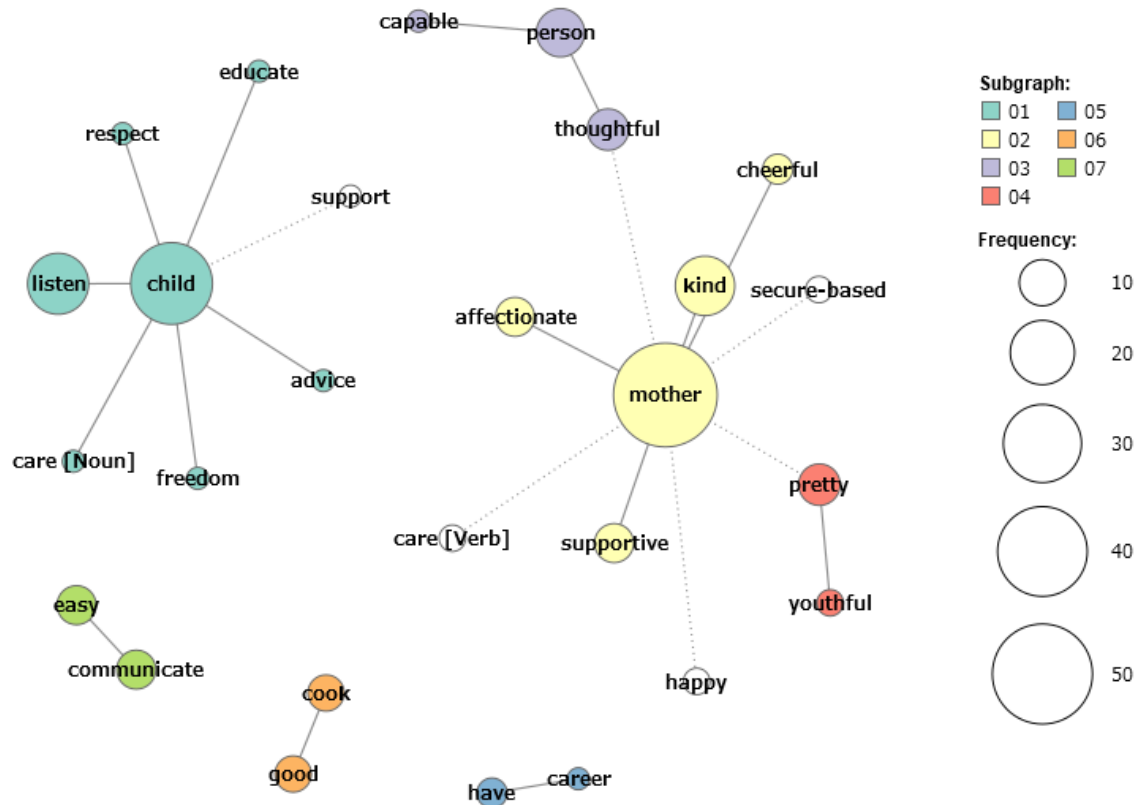 capable
person
educate
thoughtful
respect
cheerful
support
listen
child
kind
secure-based
affectionate
advice
mother
care [Noun]
freedom
pretty
care [Verb]
supportive
easy
youthful
communicate
cook
happy
good
have
career
Subgraph:
01 05
02 06
03 07
04
Frequency:
10
20
30
40
50